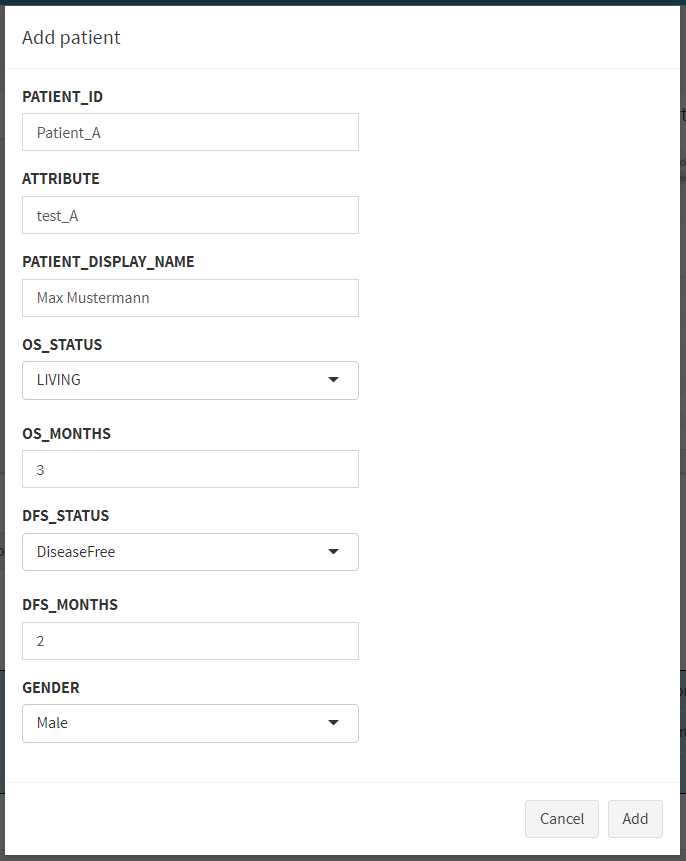 Add patient
PATIENT_ID
Patient_A
ATTRIBUTE
test_A
PATIENT_DISPLAY_NAME
Max Mustermann
OS_STATUS
LIVING
OS_MONTHS
3
DFS_STATUS
DiseaseFree
DFS_MONTHS
2
GENDER
Male
Cancel Add